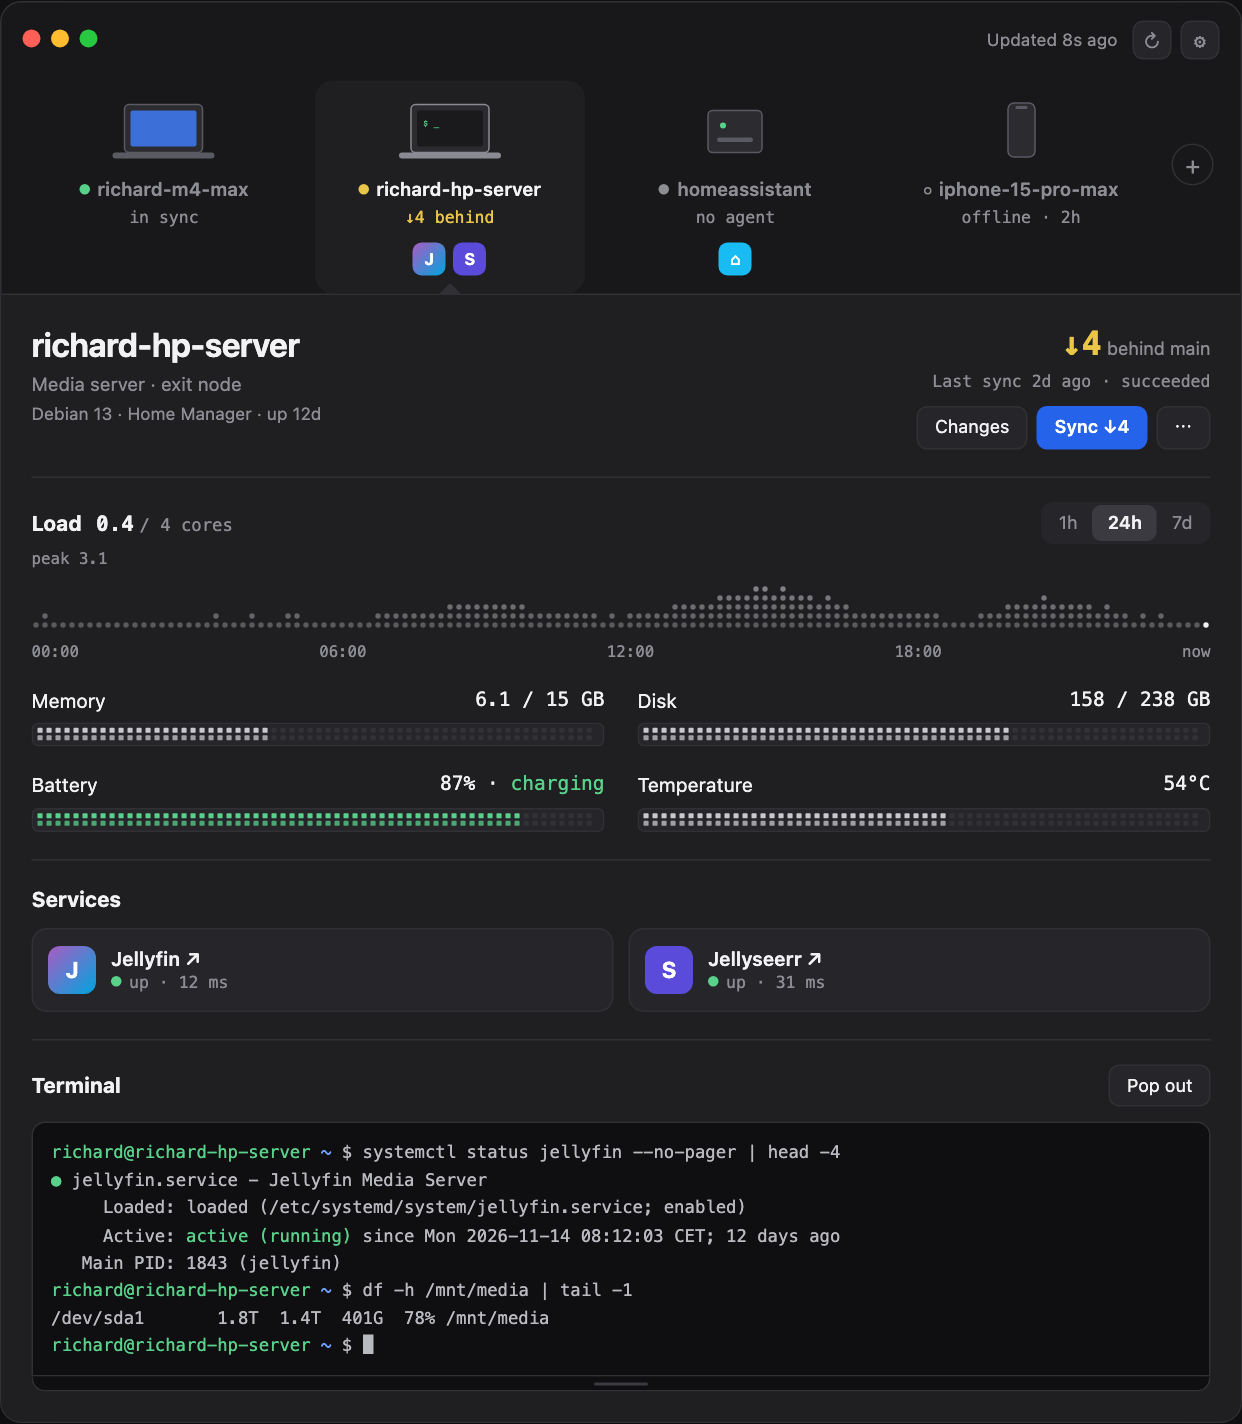 Updated 8s ago
$ _
richard-m4-max
in sync
richard-hp-server
↓4 behind
J S
homeassistant
no agent
iphone-15-pro-max
offline · 2h
+
richard-hp-server
Media server · exit node
Debian 13 · Home Manager · up 12d
↓4 behind main
Last sync 2d ago · succeeded
Changes
Sync ↓4
···
Load 0.4 / 4 cores
peak 3.1
1h 24h 7d
00:00 06:00 12:00 18:00 now
Memory 6.1 / 15 GB
Disk 158 / 238 GB
Battery 87% · charging
Temperature 54°C
Services
J
Jellyfin ↗
up · 12 ms
S
Jellyseerr ↗
up · 31 ms
Terminal
Pop out
richard@richard-hp-server ~ $ systemctl status jellyfin --no-pager | head -4
● jellyfin.service - Jellyfin Media Server
Loaded: loaded (/etc/systemd/system/jellyfin.service; enabled)
Active: active (running) since Mon 2026-11-14 08:12:03 CET; 12 days ago
Main PID: 1843 (jellyfin)
richard@richard-hp-server ~ $ df -h /mnt/media | tail -1
/dev/sda1 1.8T 1.4T 401G 78% /mnt/media
richard@richard-hp-server ~ $